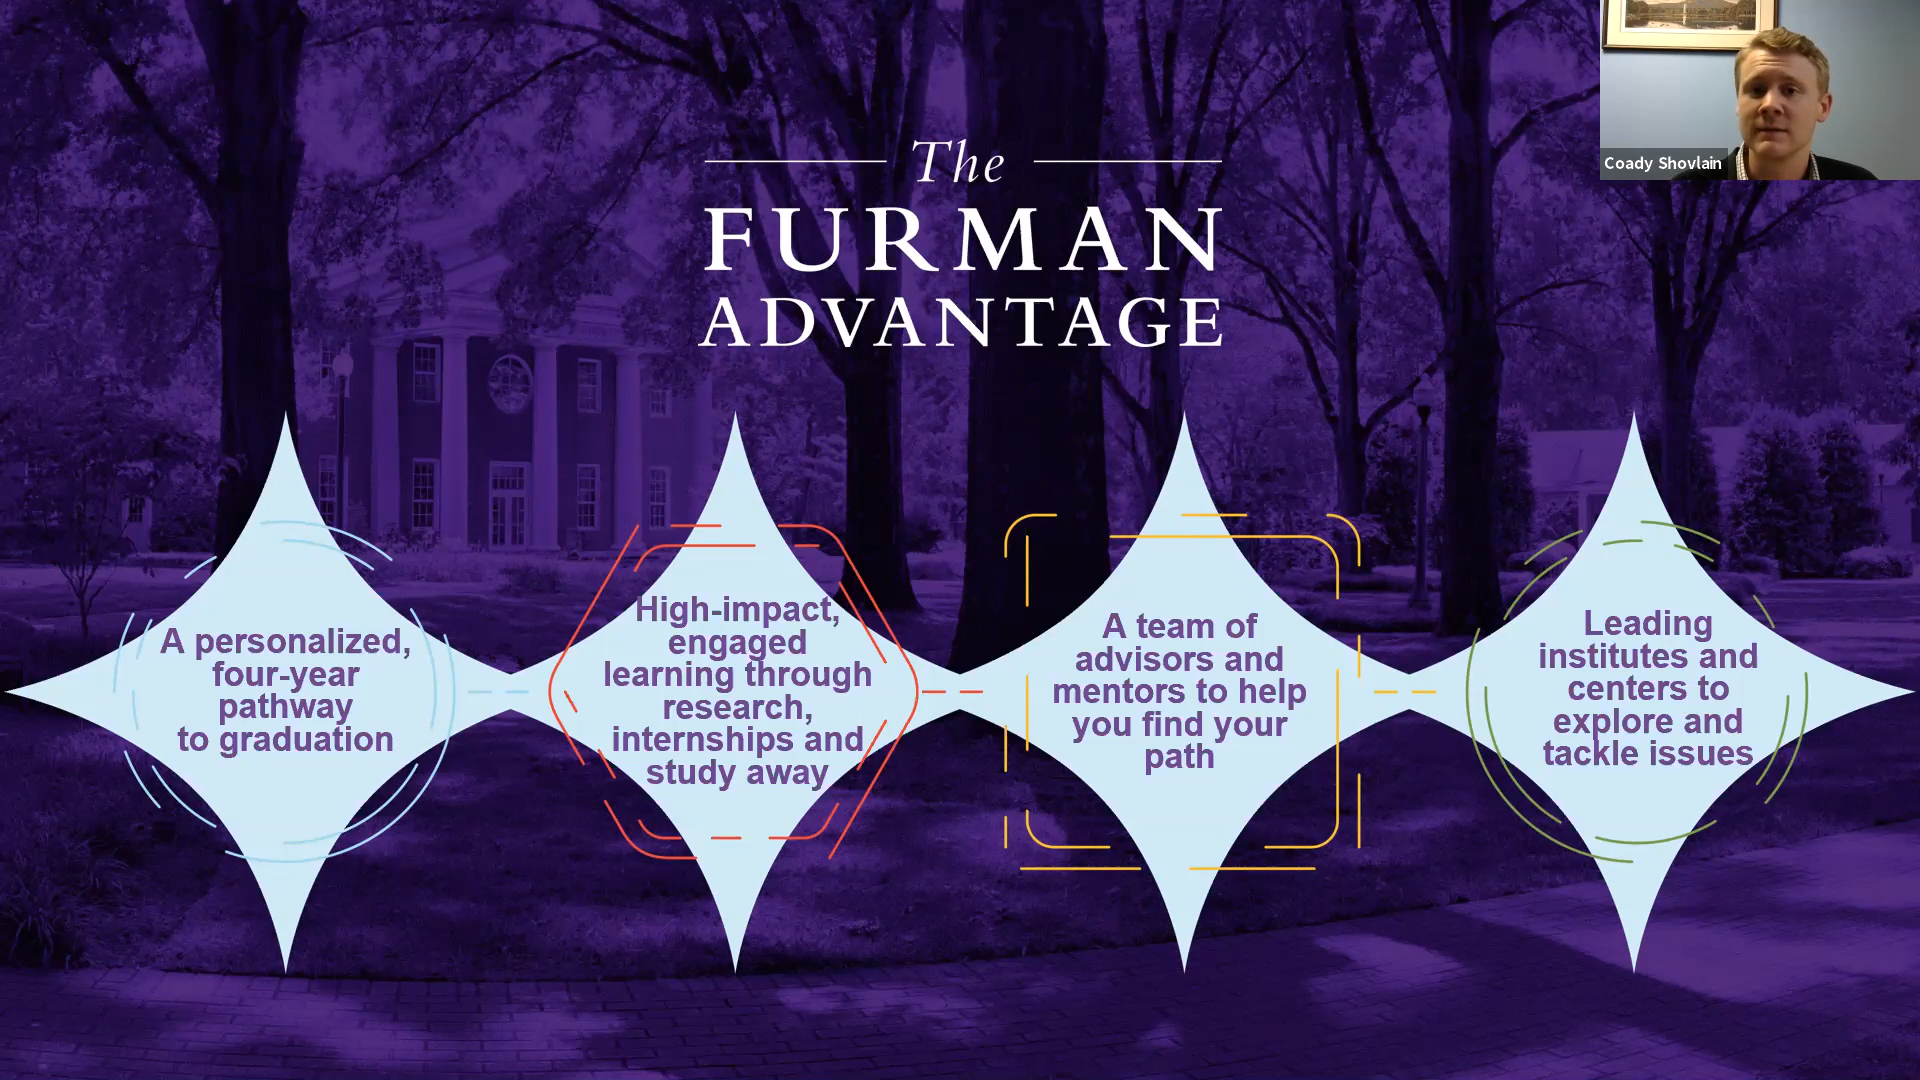 Coady Shovlain
The
FURMAN
ADVANTAGE
A personalized,
four-year
pathway
to graduation
High-impact,
engaged
learning through
research,
internships and
study away
A team of
advisors and
mentors to help
you find your
path
Leading
institutes and
centers to
explore and
tackle issues